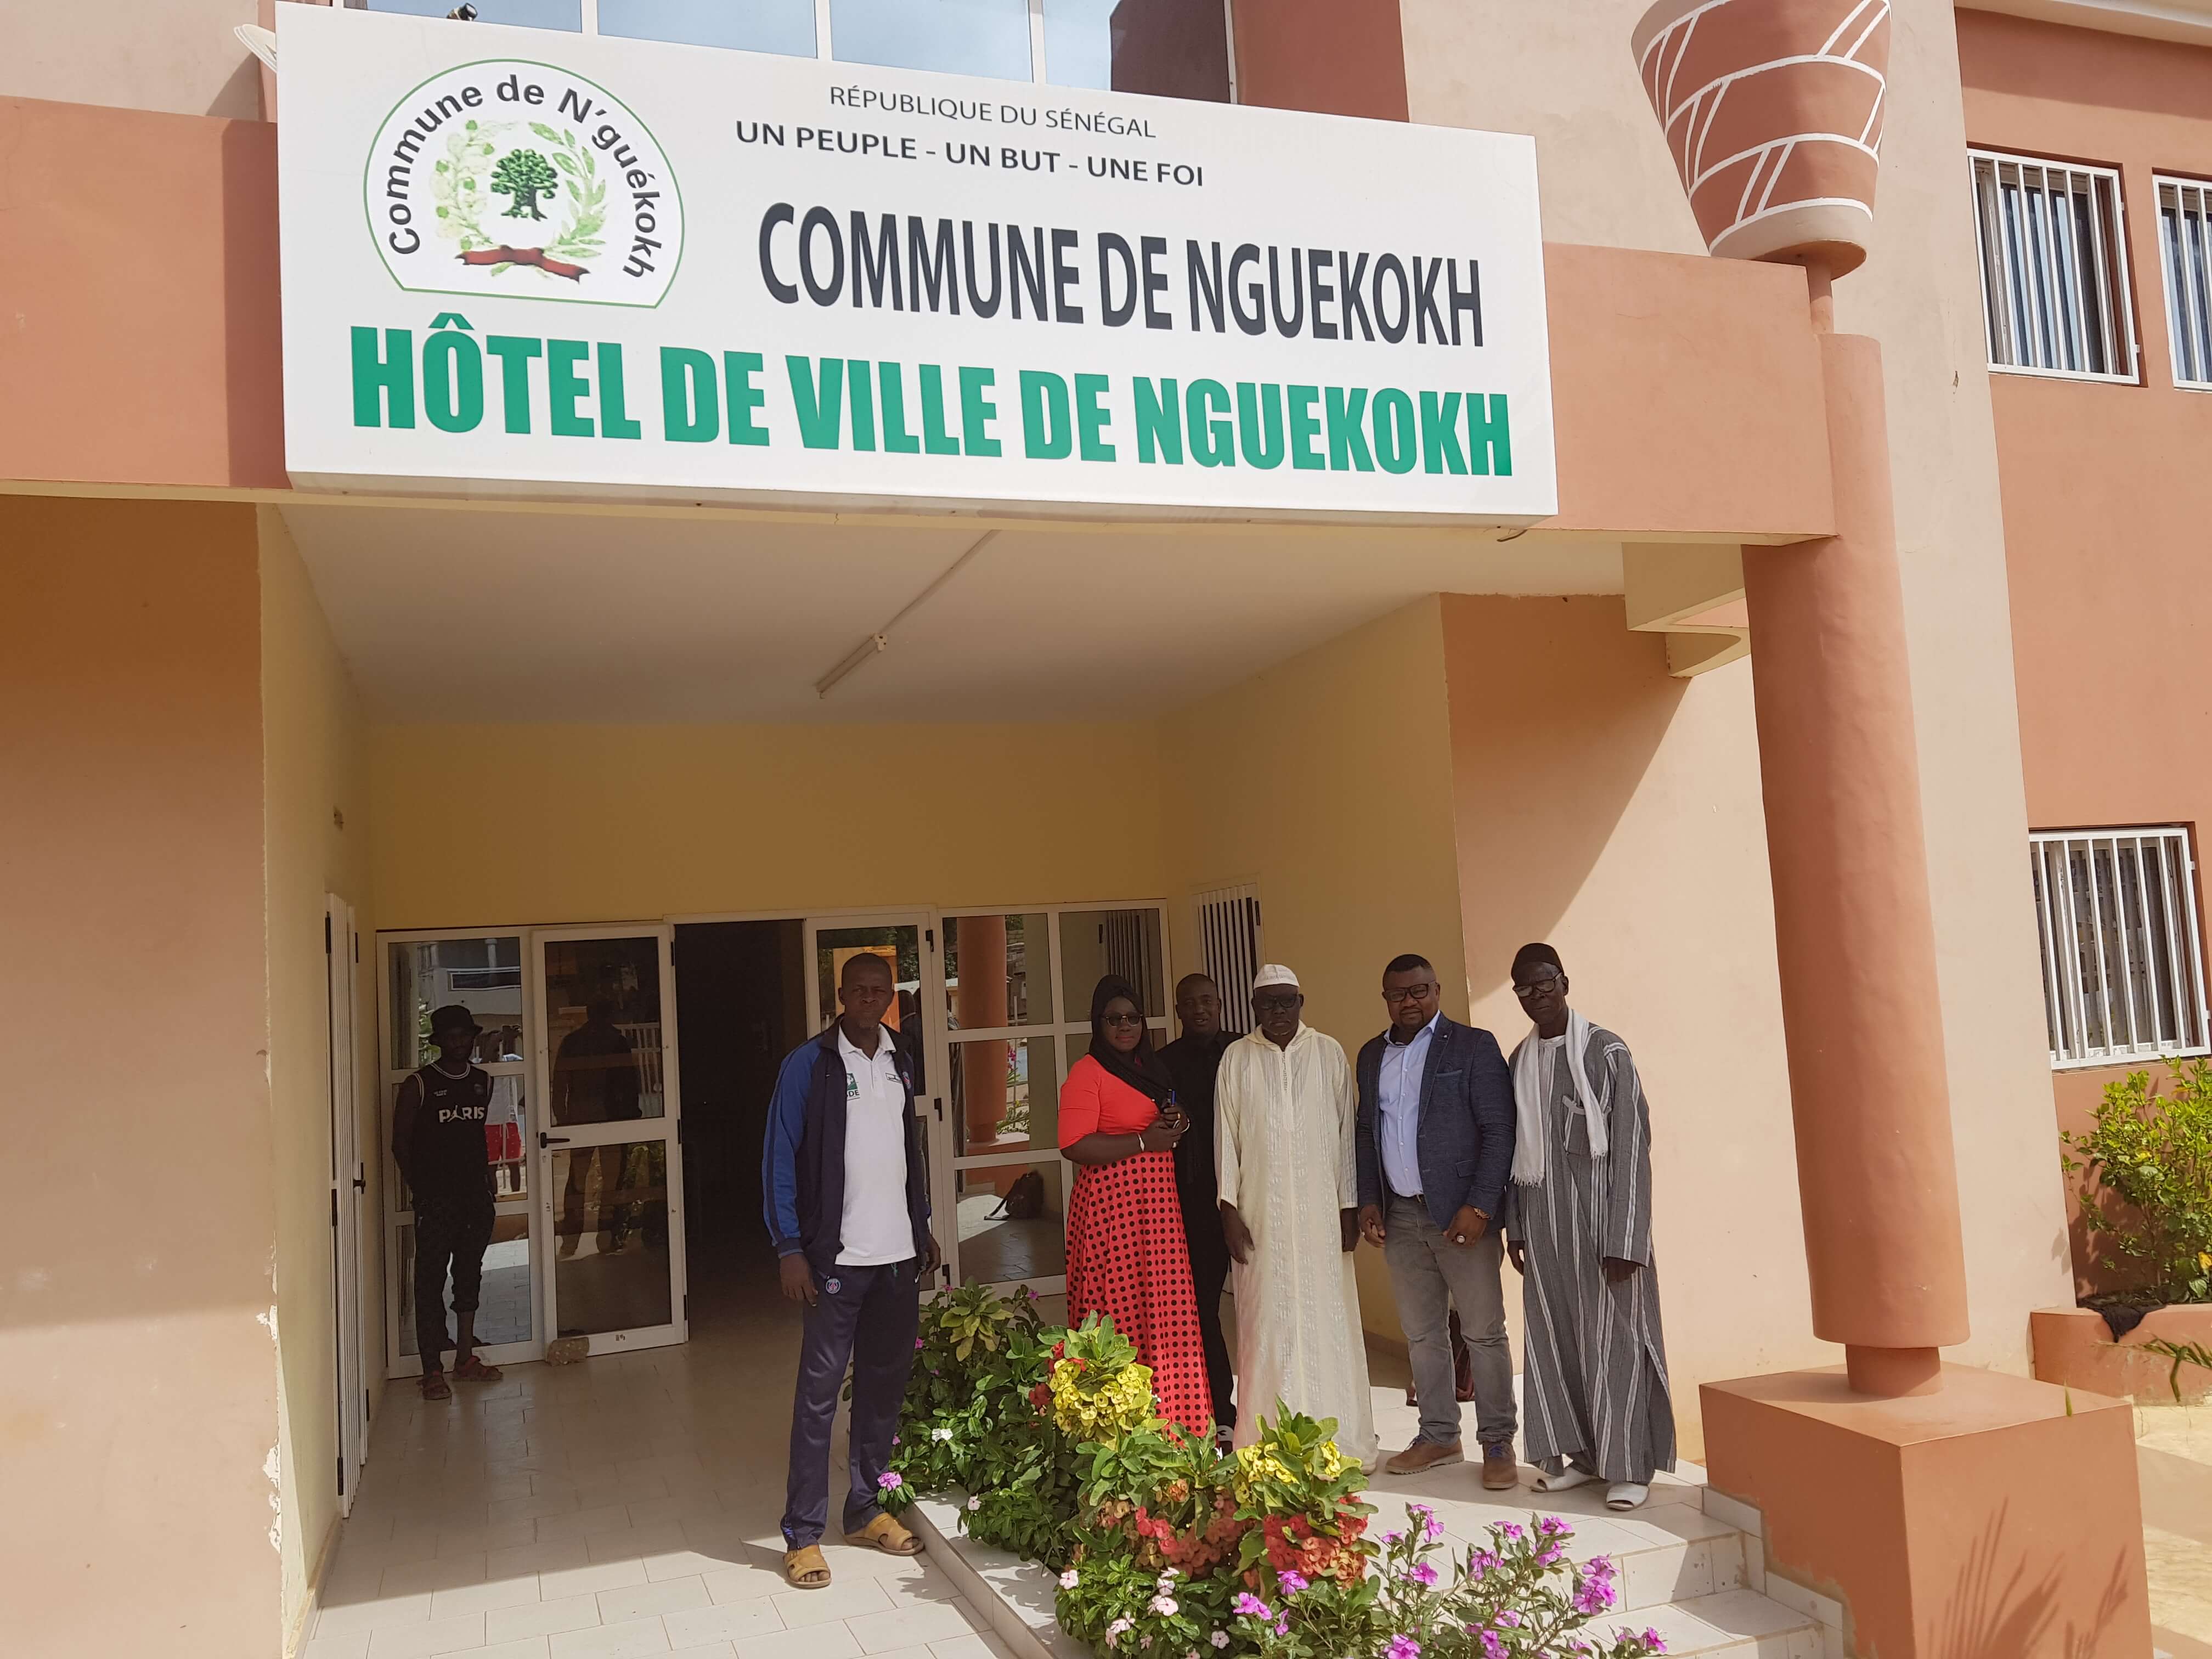 Commune de N'guékokh
RÉPUBLIQUE DU SÉNÉGAL
UN PEUPLE - UN BUT - UNE FOI
COMMUNE DE NGUEKOKH
HÔTEL DE VILLE DE NGUEKOKH
PARIS